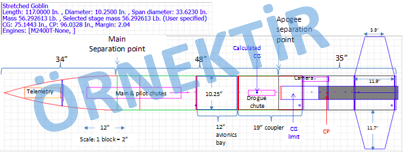 Stretched Goblin
Length: 117.0000 In. , Diameter: 10.2500 In. , Span diameter: 33.6230 In.
Mass 56.292613 Lb. , Selected stage mass 56.292613 Lb. (User specified)
CG: 75.1443 In., CP: 96.0328 In., Margin: 2.04
Engines: [M2400T-None, ]
Main
Separation point
Apogee
separation
point
34"
48"
35"
Calculated
CG
5.8"
Camera
Telemetry
Main & pilot chutes
10.25"
Drogue
chute
11.8"
12"
Scale: 1 block = 2"
12"
avionics
bay
19" coupler
CG
limit
CP
11.7"
ÖRNEKTİR